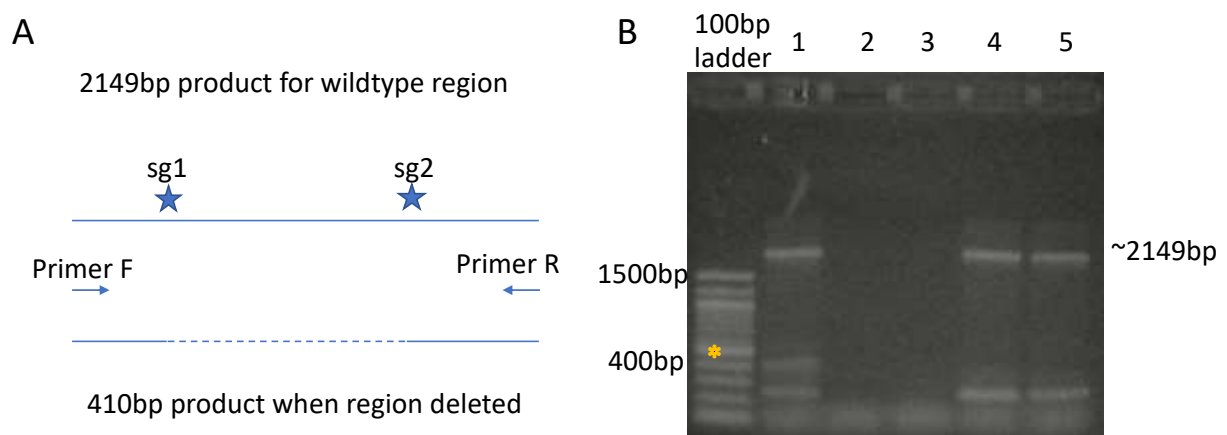 A
2149bp product for wildtype region
sg1
sg2
Primer F
Primer R
410bp product when region deleted
B
100bp
ladder
1
2
3
4
5
1500bp
400bp
*
~2149bp